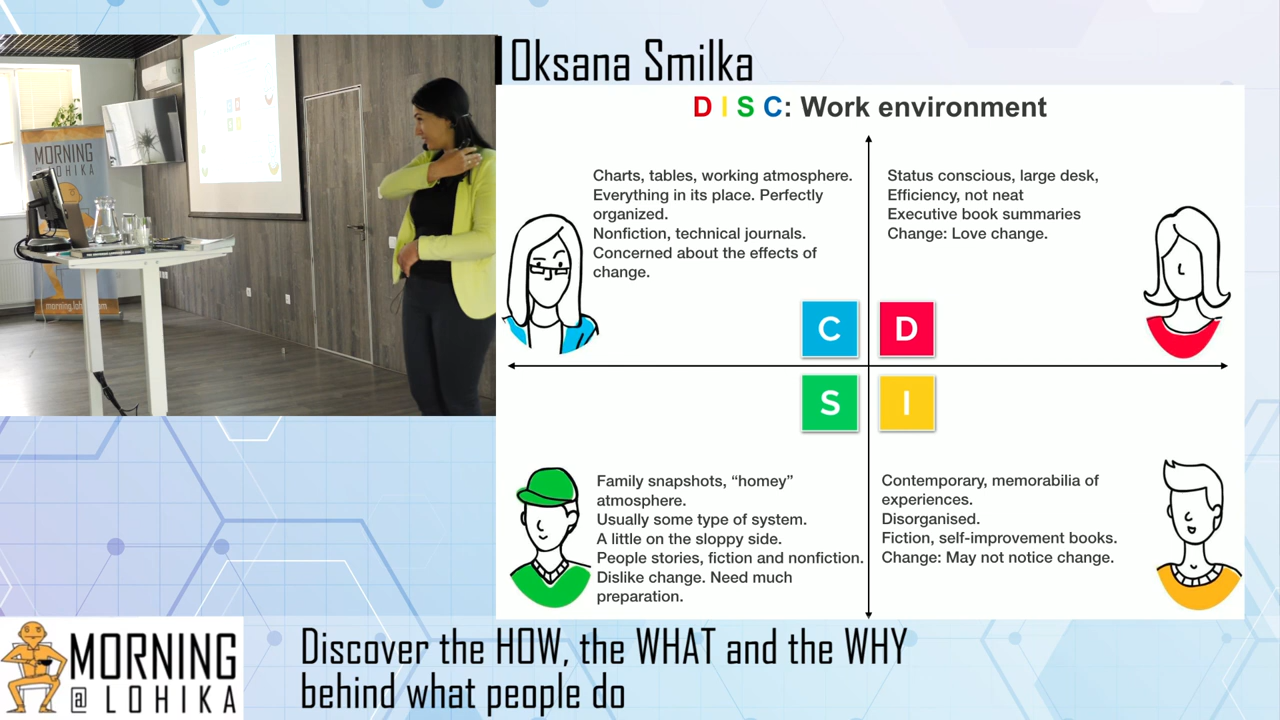 Oksana Smilka
D I S C: Work environment
Charts, tables, working atmosphere.
Everything in its place. Perfectly
organized.
Nonfiction, technical journals.
Concerned about the effects of
change.
Status conscious, large desk,
Efficiency, not neat
Executive book summaries
Change: Love change.
C
D
S
I
Family snapshots, “homey”
atmosphere.
Usually some type of system.
A little on the sloppy side.
People stories, fiction and nonfiction.
Dislike change. Need much
preparation.
Contemporary, memorabilia of
experiences.
Disorganised.
Fiction, self-improvement books.
Change: May not notice change.
MORNING
@ LOHIKA
MORNING
@ LOHIKA
Discover the HOW, the WHAT and the WHY
behind what people do